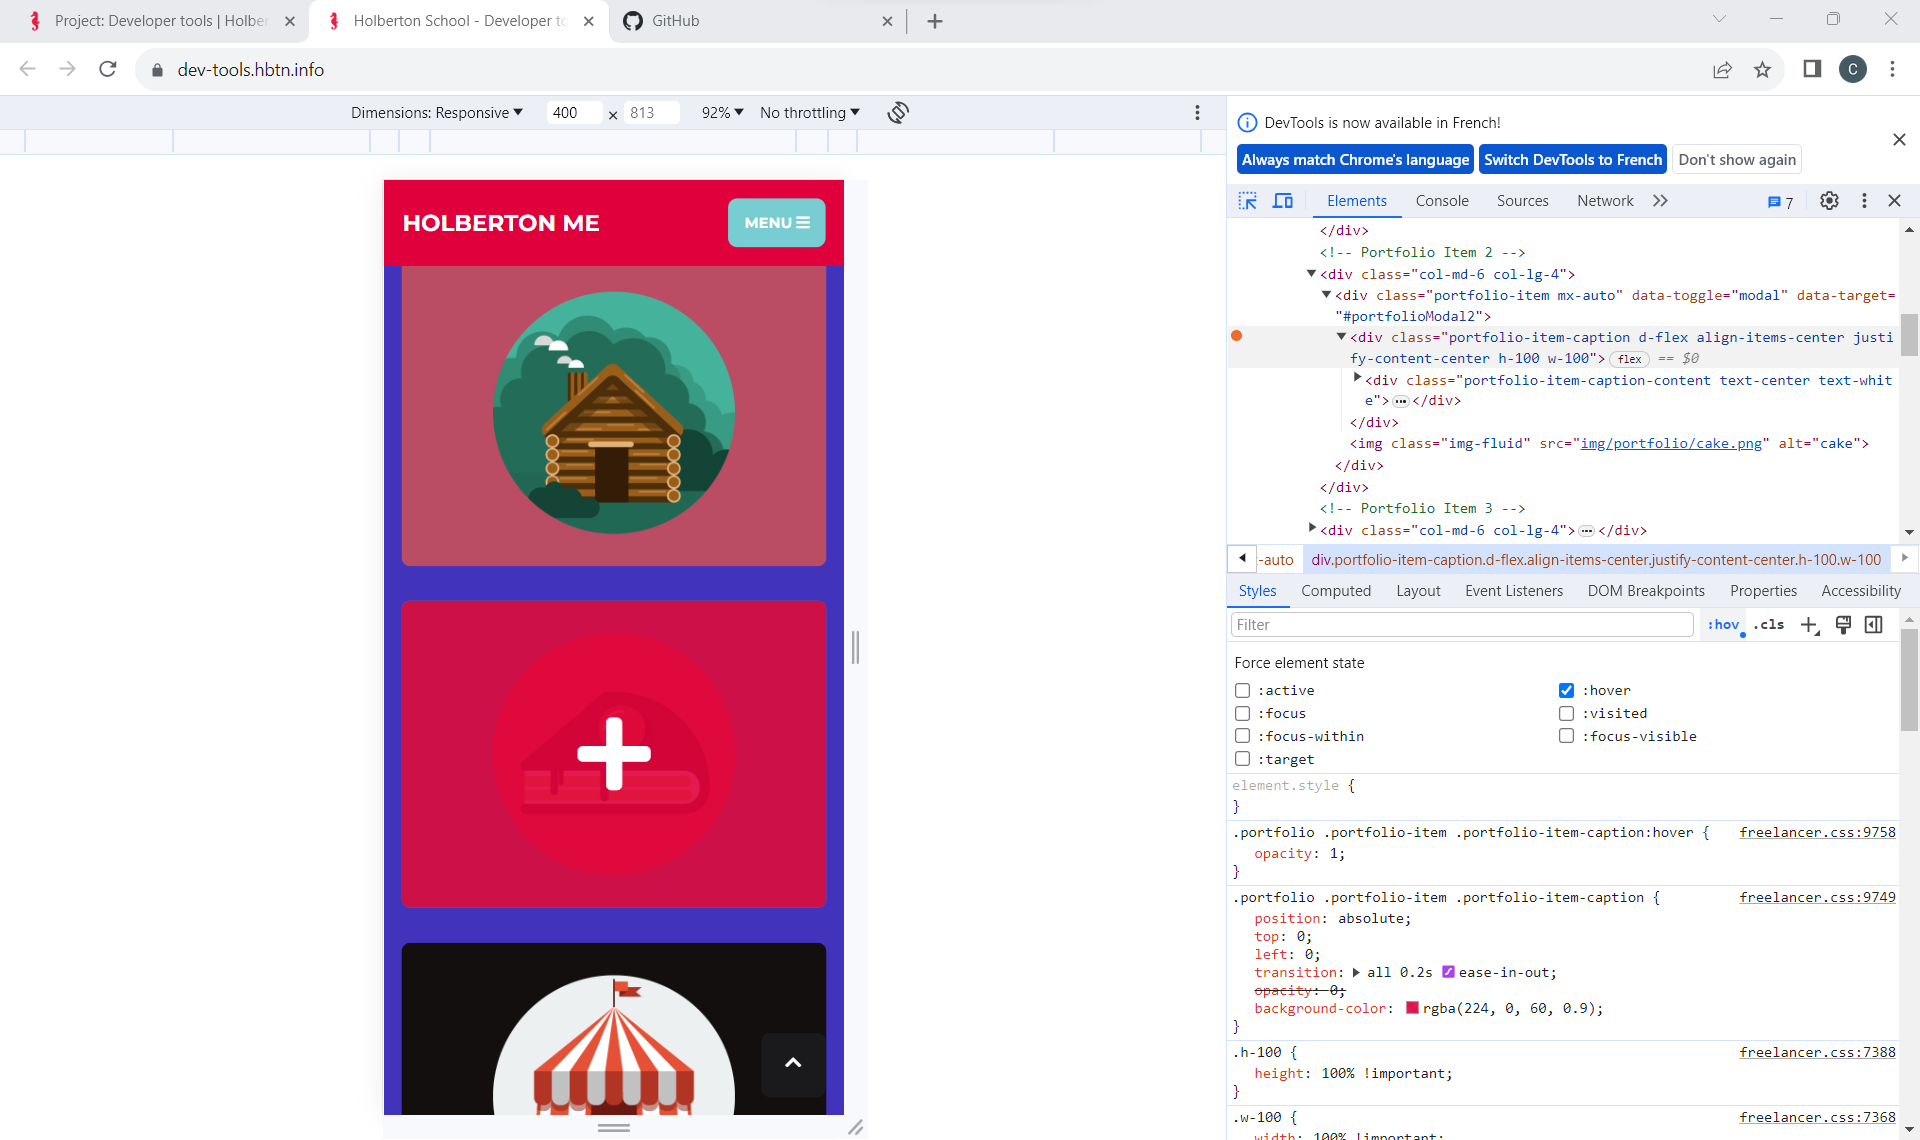 Project: Developer tools | Holber
Holberton School - Developer to
GitHub
dev-tools.hbtn.info
C
Dimensions: Responsive
400 × 813
92%
No throttling
DevTools is now available in French!
Always match Chrome's language
Switch DevTools to French
Don't show again
Elements
Console
Sources
Network
7
HOLBERTON ME
MENU
</div>
<!-- Portfolio Item 2 -->
<div class="col-md-6 col-lg-4">
<div class="portfolio-item mx-auto" data-toggle="modal" data-target=
"#portfolioModal2">
<div class="portfolio-item-caption d-flex align-items-center justi
fy-content-center h-100 w-100"> flex == $0
<div class="portfolio-item-caption-content text-center text-whit
e">…</div>
</div>
<img class="img-fluid" src="img/portfolio/cake.png" alt="cake">
</div>
</div>
<!-- Portfolio Item 3 -->
<div class="col-md-6 col-lg-4">…</div>
-auto
div.portfolio-item-caption.d-flex.align-items-center.justify-content-center.h-100.w-100
Styles
Computed
Layout
Event Listeners
DOM Breakpoints
Properties
Accessibility
Filter
:hov
.cls
Force element state
:active
:hover
:focus
:visited
:focus-within
:focus-visible
:target
element.style {
}
.portfolio .portfolio-item .portfolio-item-caption:hover { freelancer.css:9758
opacity: 1;
}
.portfolio .portfolio-item .portfolio-item-caption { freelancer.css:9749
position: absolute;
top: 0;
left: 0;
transition: all 0.2s ease-in-out;
opacity: 0;
background-color: rgba(224, 0, 60, 0.9);
}
.h-100 { freelancer.css:7388
height: 100% !important;
}
.w-100 { freelancer.css:7368
width: 100% !important;